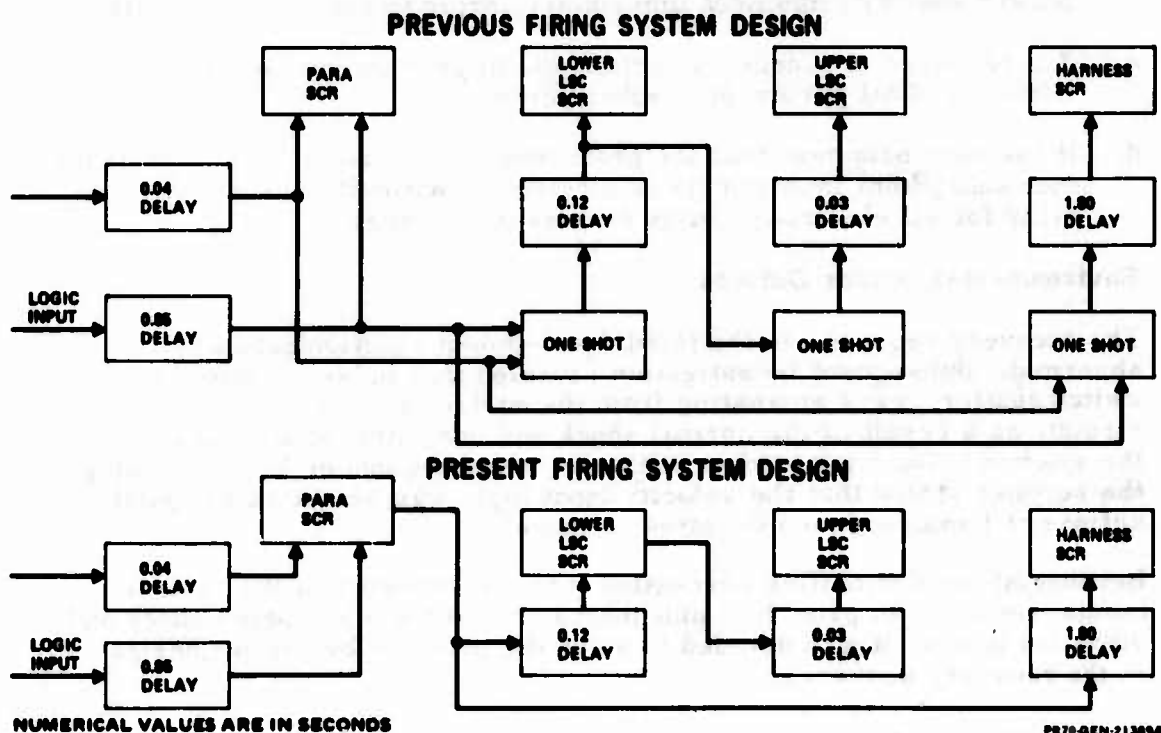 PREVIOUS FIRING SYSTEM DESIGN
PARA
SCR
LOWER
LSC
SCR
UPPER
LSC
SCR
HARNESS
SCR
0.04
DELAY
0.12
DELAY
0.03
DELAY
1.80
DELAY
LOGIC
INPUT
0.85
DELAY
ONE SHOT
ONE SHOT
ONE SHOT
PRESENT FIRING SYSTEM DESIGN
PARA
SCR
LOWER
LSC
SCR
UPPER
LSC
SCR
HARNESS
SCR
0.04
DELAY
0.12
DELAY
0.03
DELAY
1.80
DELAY
LOGIC
INPUT
0.85
DELAY
NUMERICAL VALUES ARE IN SECONDS
P870-GEN-213894